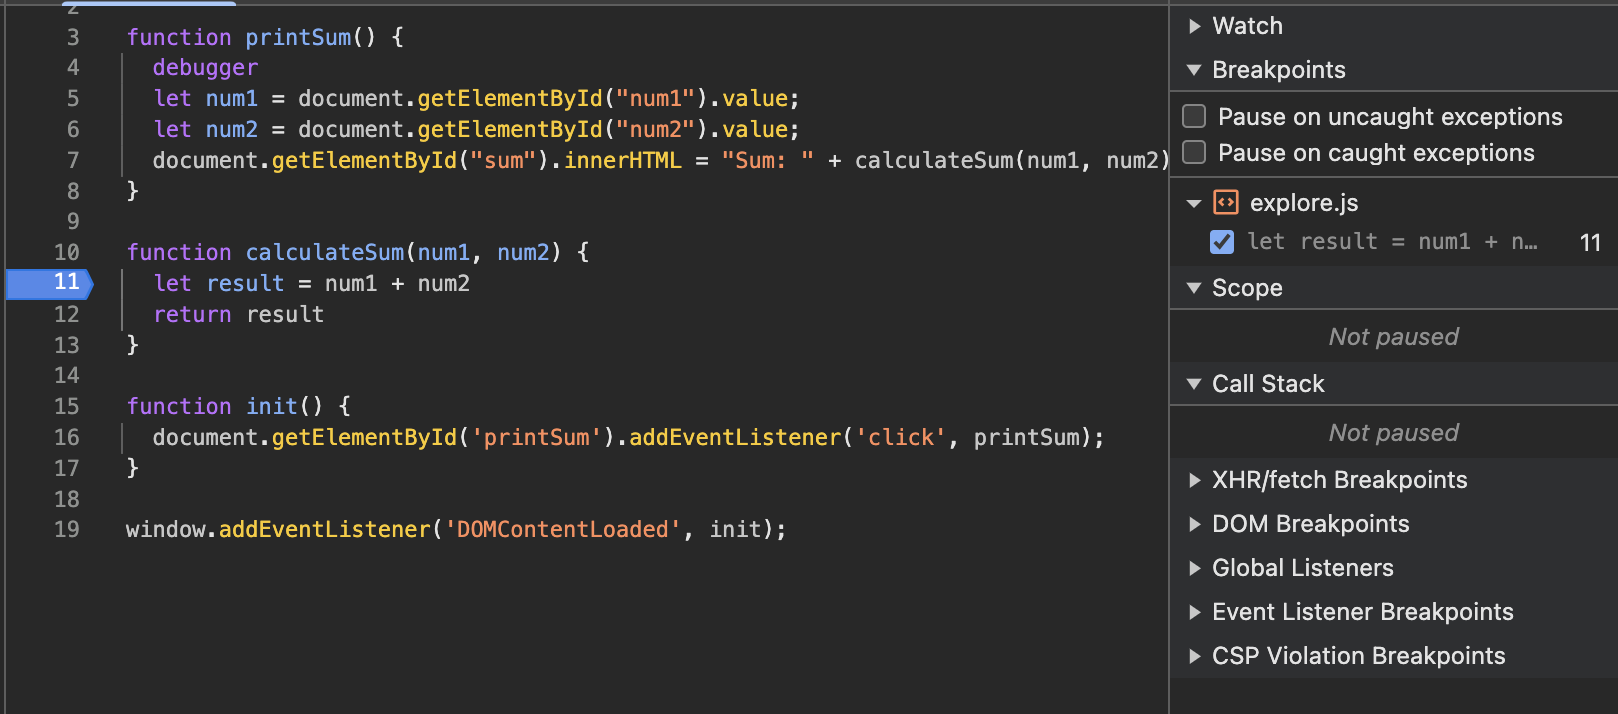 2
3 function printSum() {
4 debugger
5 let num1 = document.getElementById("num1").value;
6 let num2 = document.getElementById("num2").value;
7 document.getElementById("sum").innerHTML = "Sum: " + calculateSum(num1, num2)
8 }
9
10 function calculateSum(num1, num2) {
11 let result = num1 + num2
12 return result
13 }
14
15 function init() {
16 document.getElementById('printSum').addEventListener('click', printSum);
17 }
18
19 window.addEventListener('DOMContentLoaded', init);
Watch
Breakpoints
Pause on uncaught exceptions
Pause on caught exceptions
explore.js
let result = num1 + n… 11
Scope
Not paused
Call Stack
Not paused
XHR/fetch Breakpoints
DOM Breakpoints
Global Listeners
Event Listener Breakpoints
CSP Violation Breakpoints